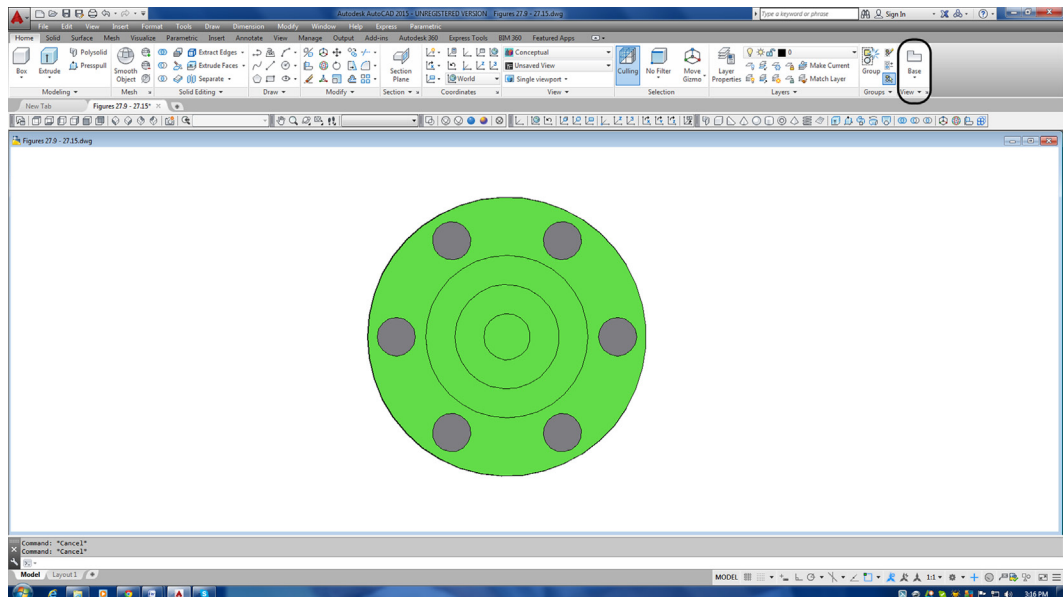 Autodesk AutoCAD 2015 - UNREGISTERED VERSION Figures 27.9 - 27.15.dwg
Type a keyword or phrase
Sign In
File Edit View Insert Format Tools Draw Dimension Modify Window Help Express Parametric
Home Solid Surface Mesh Visualize Parametric Insert Annotate View Manage Output Add-ins Autodesk 360 Express Tools BIM 360 Featured Apps
Polysolid
Extract Edges
Conceptual
0
Presspull
Extrude Faces
Unsaved View
Make Current
Separate
World
Single viewport
Match Layer
Box
Extrude
Smooth Object
Section Plane
Culling
No Filter
Move Gizmo
Layer Properties
Group
Base
Modeling Mesh Solid Editing Draw Modify Section Coordinates View Selection Layers Groups View
New Tab Figures 27.9 - 27.15*
Figures 27.9 - 27.15.dwg
Command: *Cancel*
Command: *Cancel*
Model Layout1
MODEL
1:1
3:16 PM